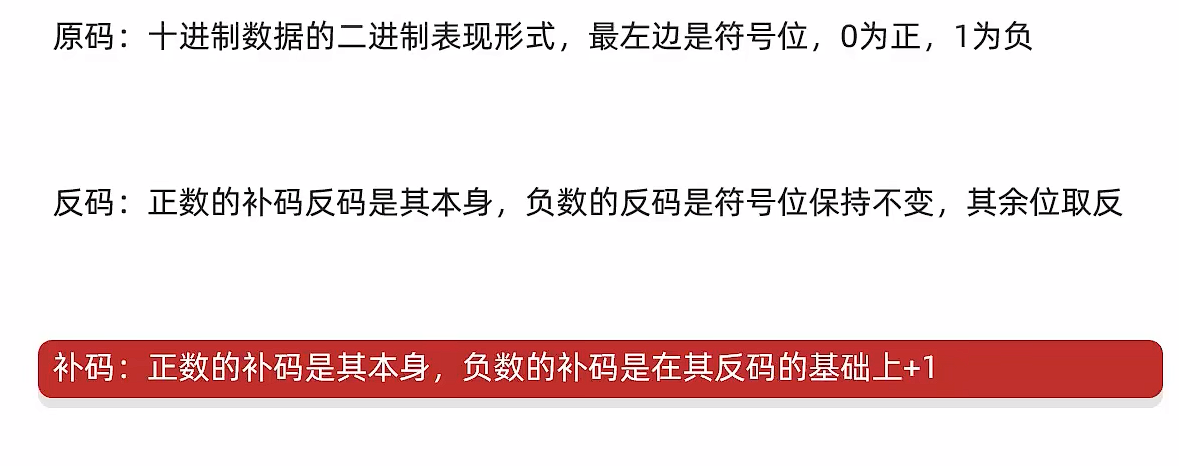 原码：十进制数据的二进制表现形式，最左边是符号位，0为正，1为负
反码：正数的补码反码是其本身，负数的反码是符号位保持不变，其余位取反
补码：正数的补码是其本身，负数的补码是在其反码的基础上+1